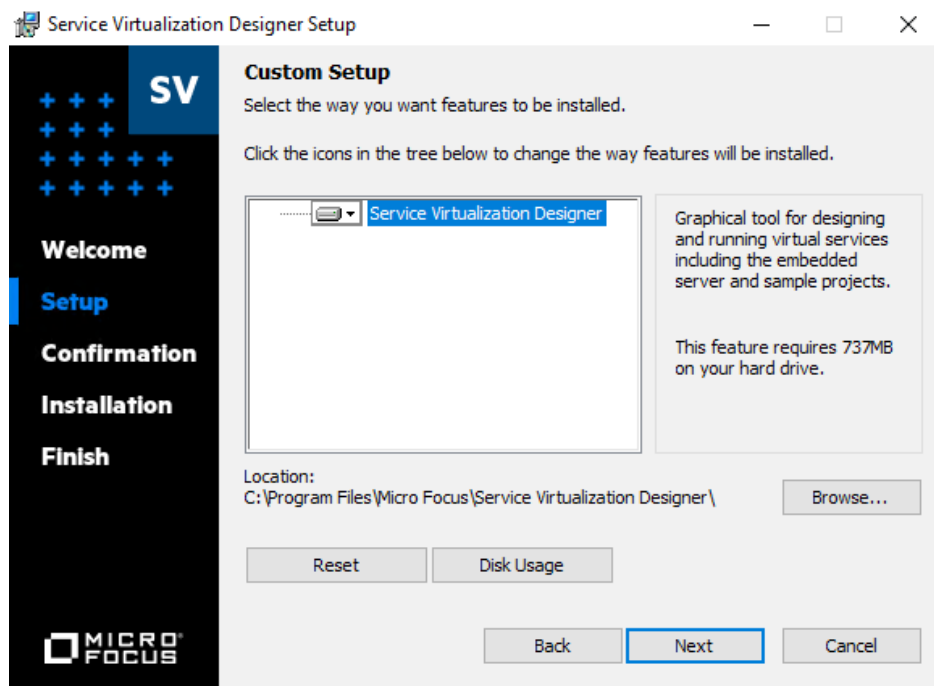 Service Virtualization Designer Setup
SV
Welcome
Setup
Confirmation
Installation
Finish
MICRO
FOCUS
Custom Setup
Select the way you want features to be installed.
Click the icons in the tree below to change the way features will be installed.
Service Virtualization Designer
Graphical tool for designing
and running virtual services
including the embedded
server and sample projects.
This feature requires 737MB
on your hard drive.
Location:
C:\Program Files\Micro Focus\Service Virtualization Designer\
Browse...
Reset
Disk Usage
Back
Next
Cancel